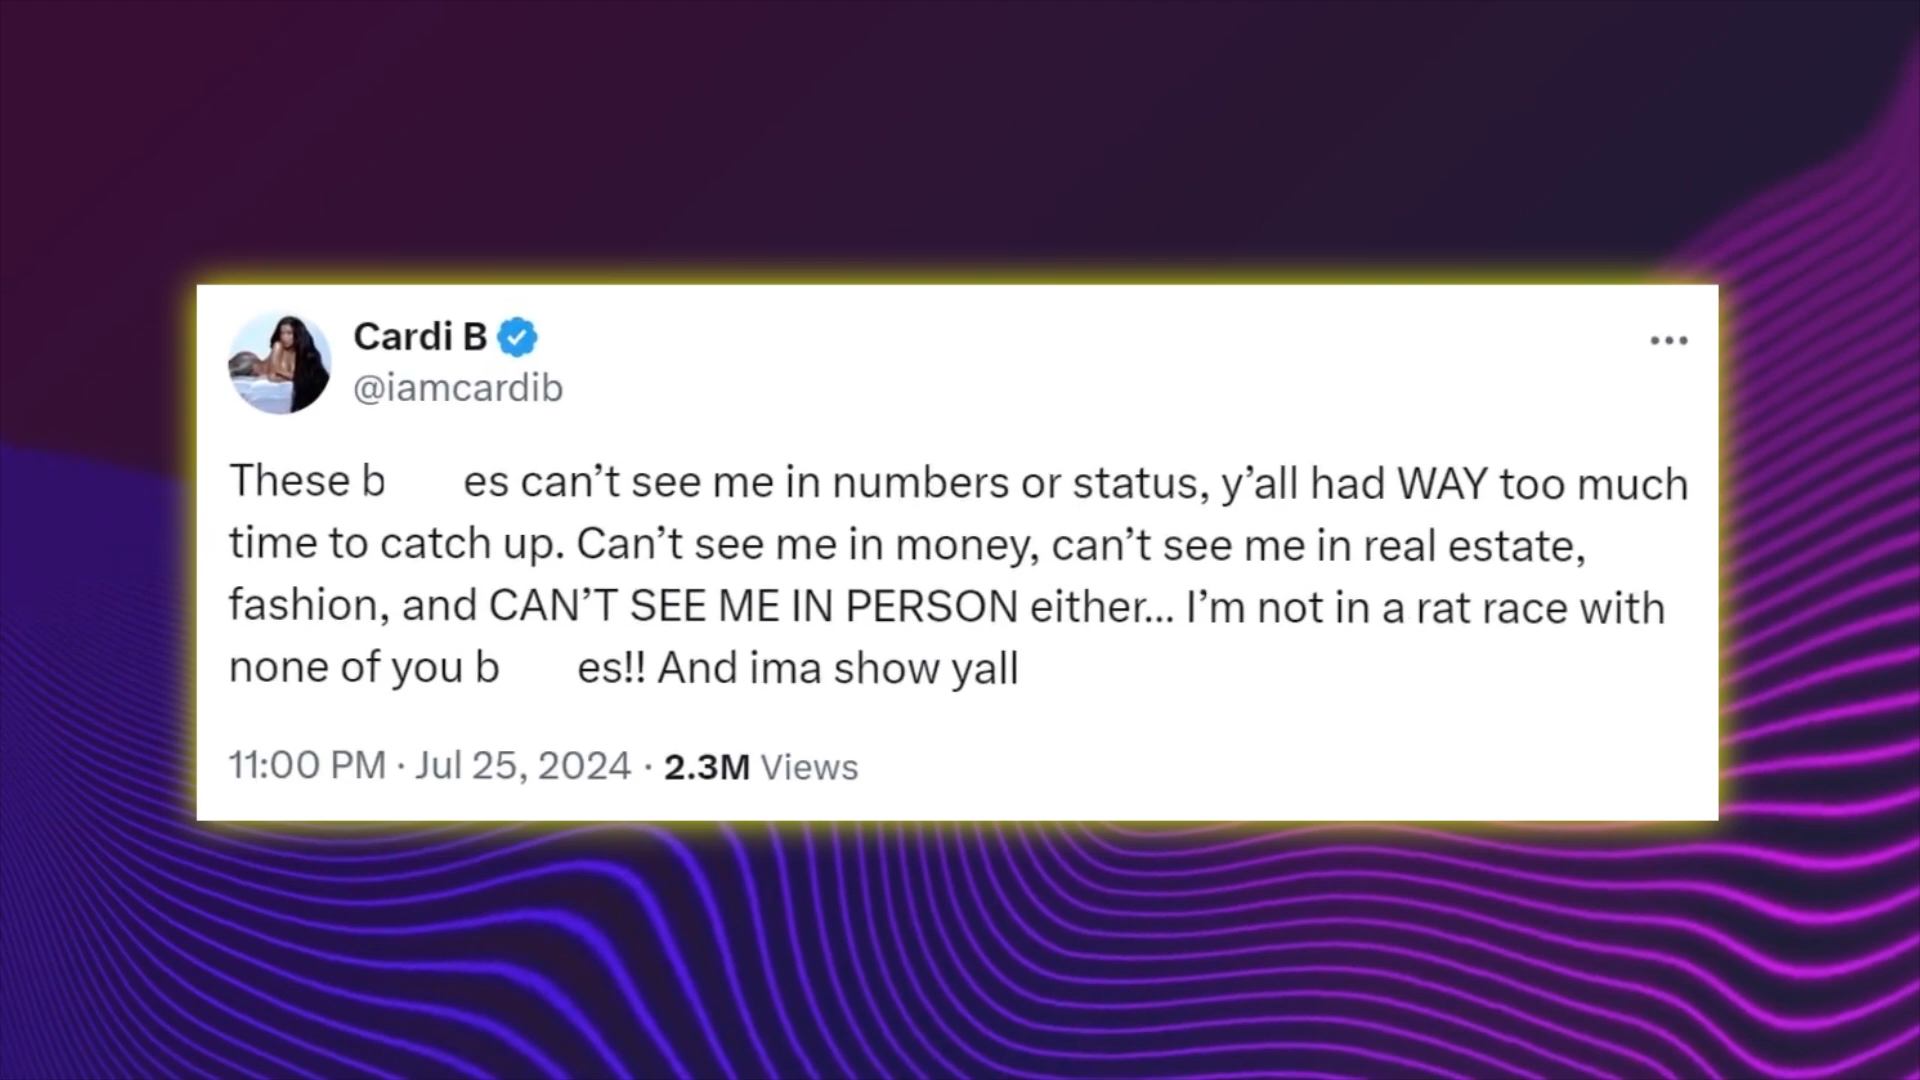 Cardi B
@iamcardib
These b es can’t see me in numbers or status, y’all had WAY too much
time to catch up. Can’t see me in money, can’t see me in real estate,
fashion, and CAN’T SEE ME IN PERSON either... I’m not in a rat race with
none of you b es!! And ima show yall
11:00 PM · Jul 25, 2024 · 2.3M Views